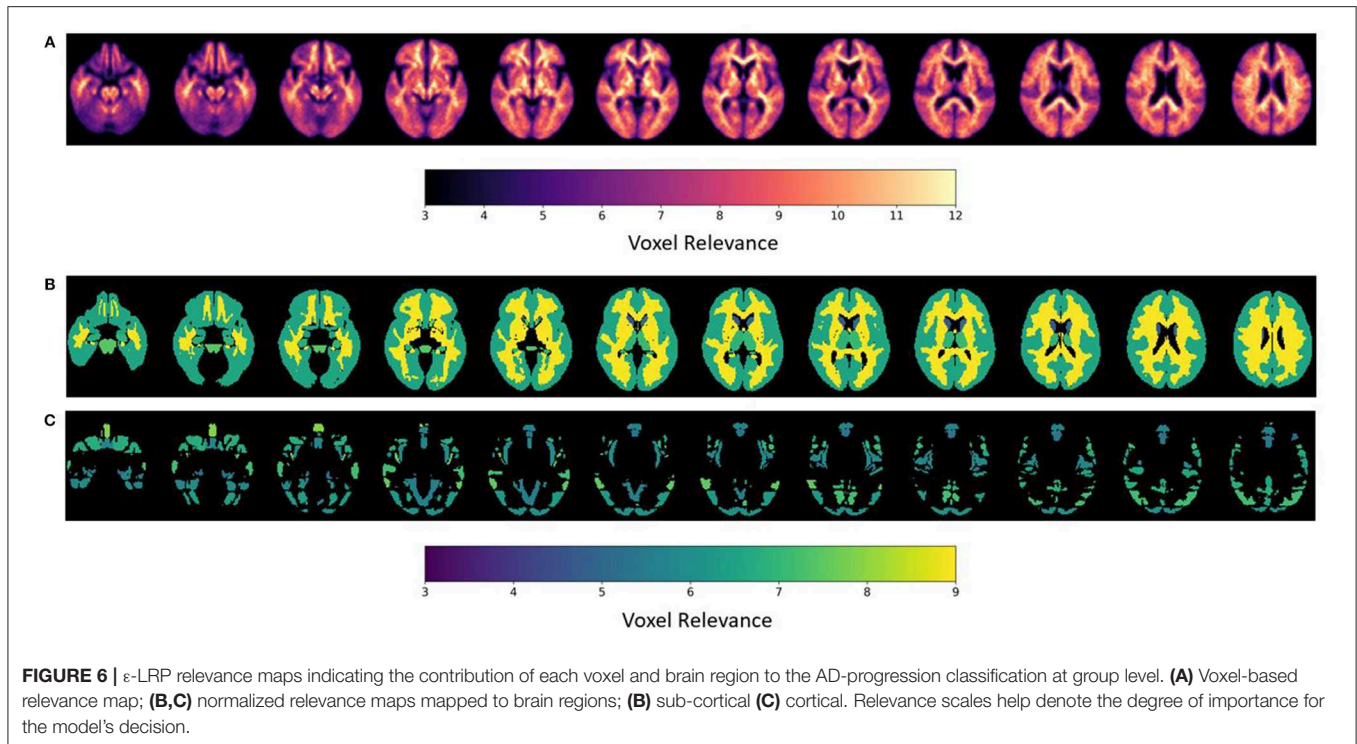 A
3 4 5 6 7 8 9 10 11 12
Voxel Relevance
B
C
3 4 5 6 7 8 9
Voxel Relevance
FIGURE 6 | ε-LRP relevance maps indicating the contribution of each voxel and brain region to the AD-progression classification at group level. (A) Voxel-based
relevance map; (B,C) normalized relevance maps mapped to brain regions; (B) sub-cortical (C) cortical. Relevance scales help denote the degree of importance for
the model's decision.